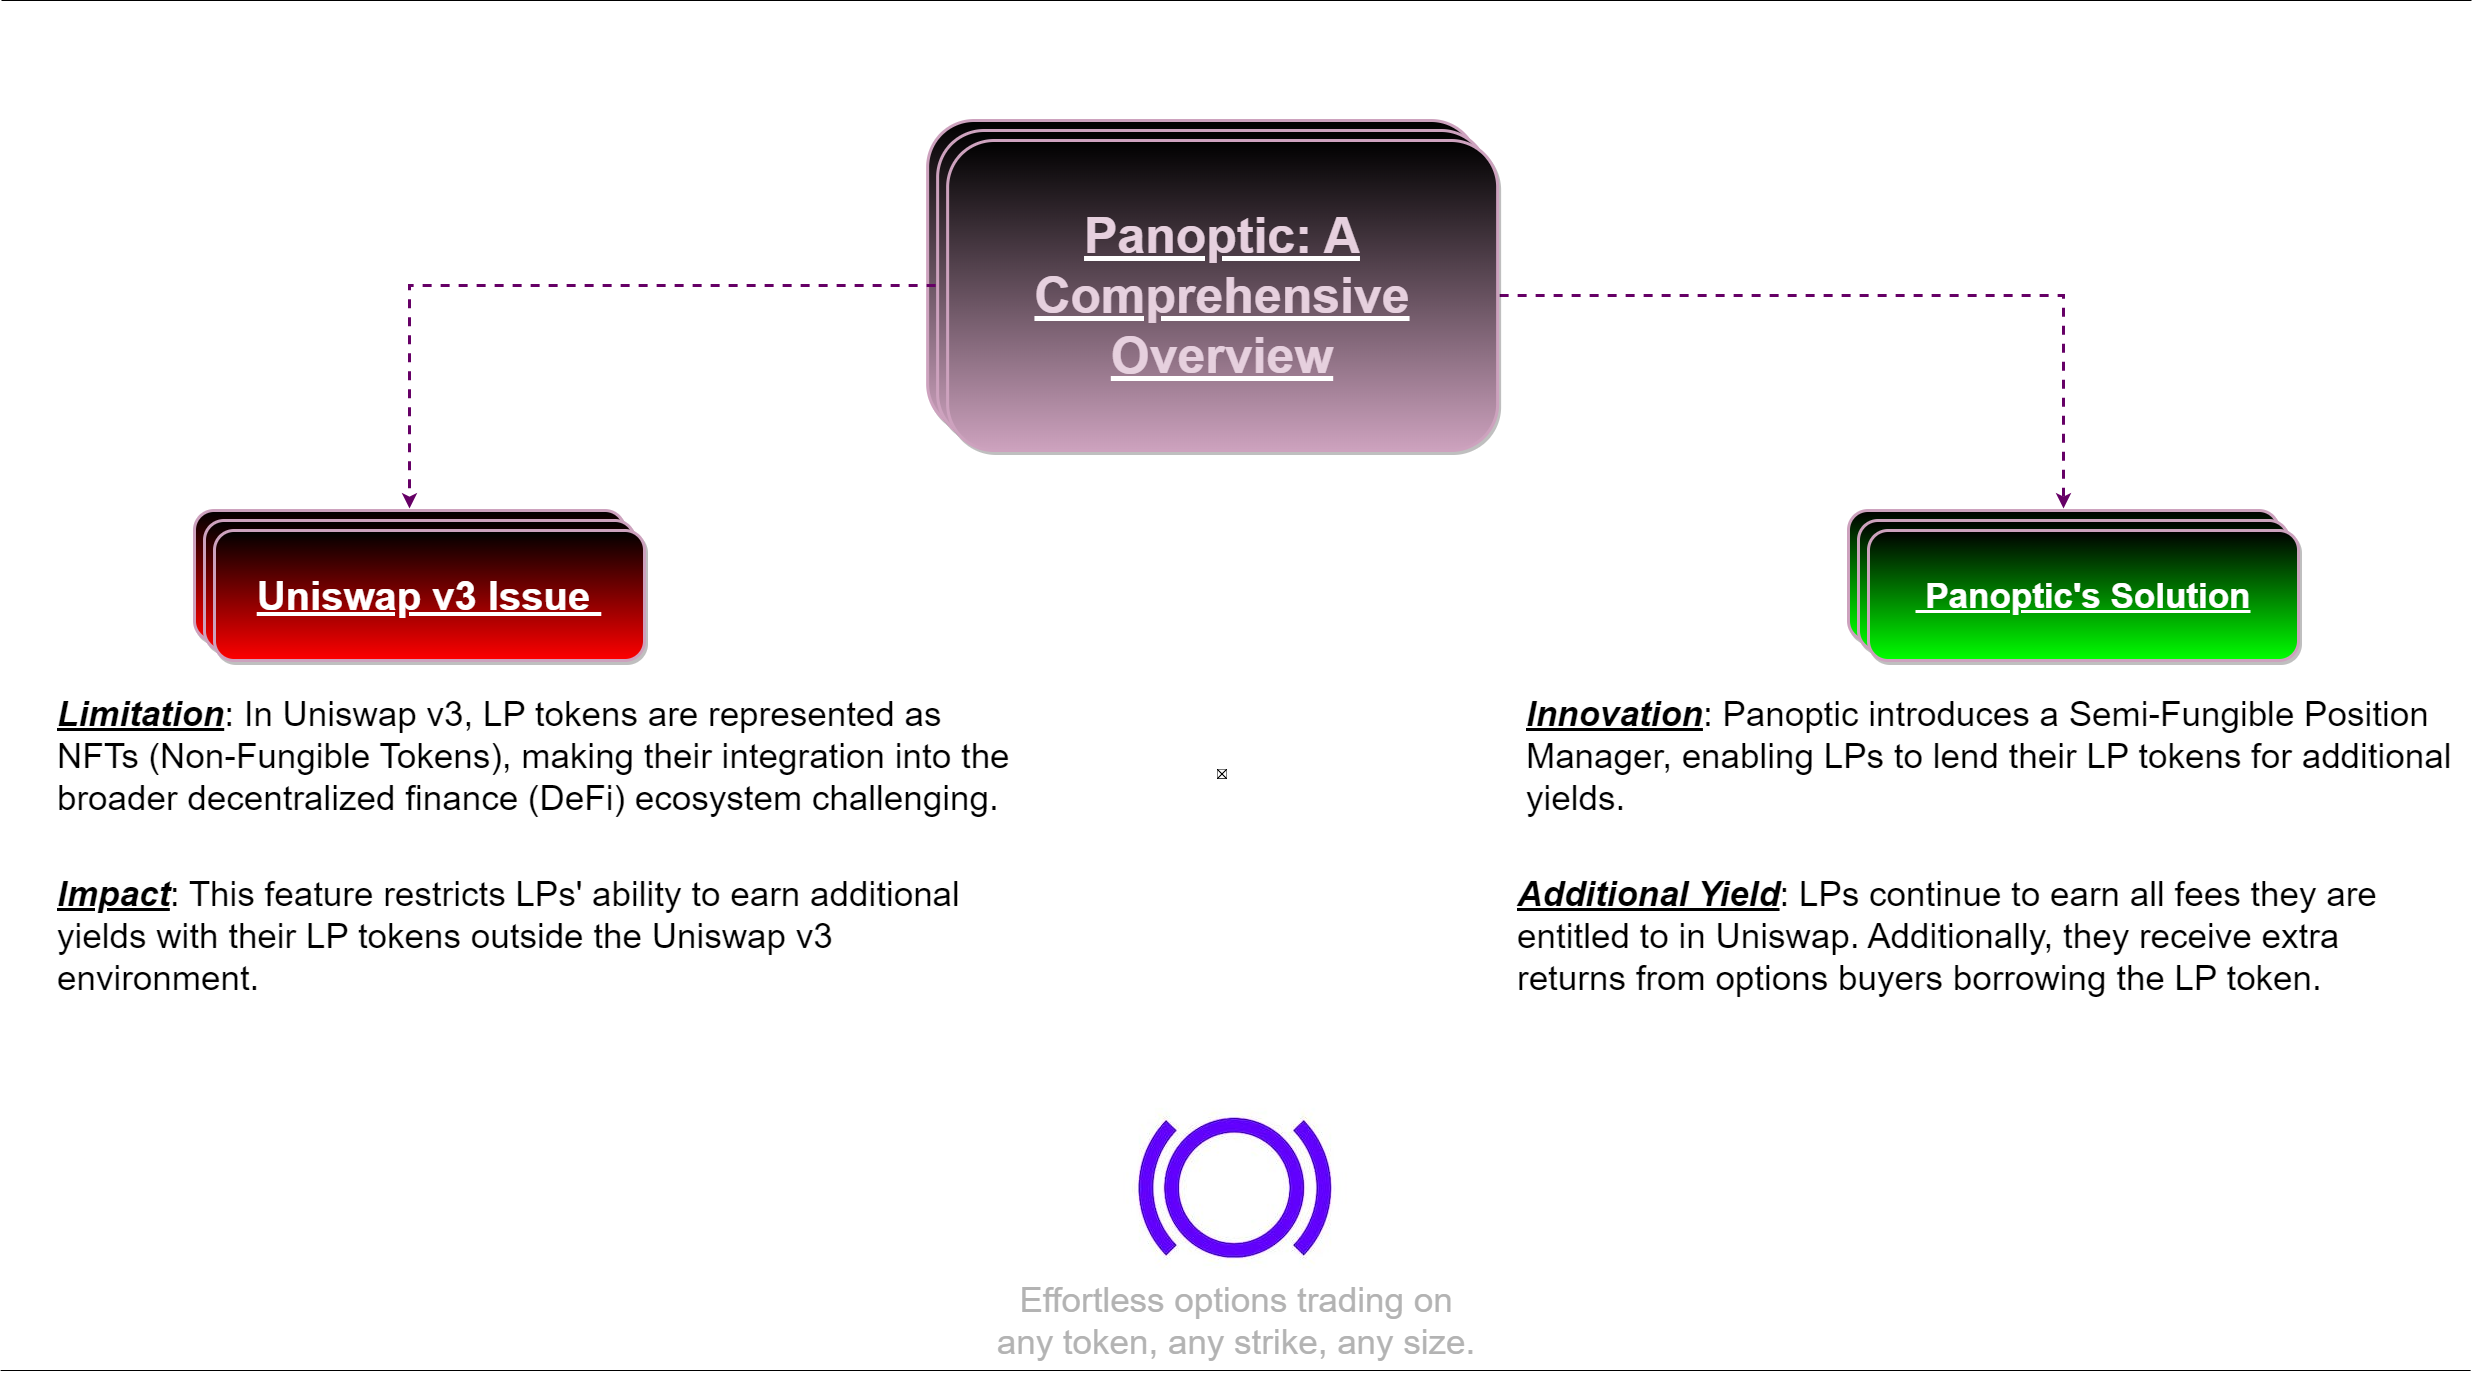 Panoptic: A
Comprehensive
Overview
Uniswap v3 Issue
Limitation: In Uniswap v3, LP tokens are represented as
NFTs (Non-Fungible Tokens), making their integration into the
broader decentralized finance (DeFi) ecosystem challenging.
Impact: This feature restricts LPs' ability to earn additional
yields with their LP tokens outside the Uniswap v3
environment.
Panoptic's Solution
Innovation: Panoptic introduces a Semi-Fungible Position
Manager, enabling LPs to lend their LP tokens for additional
yields.
Additional Yield: LPs continue to earn all fees they are
entitled to in Uniswap. Additionally, they receive extra
returns from options buyers borrowing the LP token.
Effortless options trading on
any token, any strike, any size.